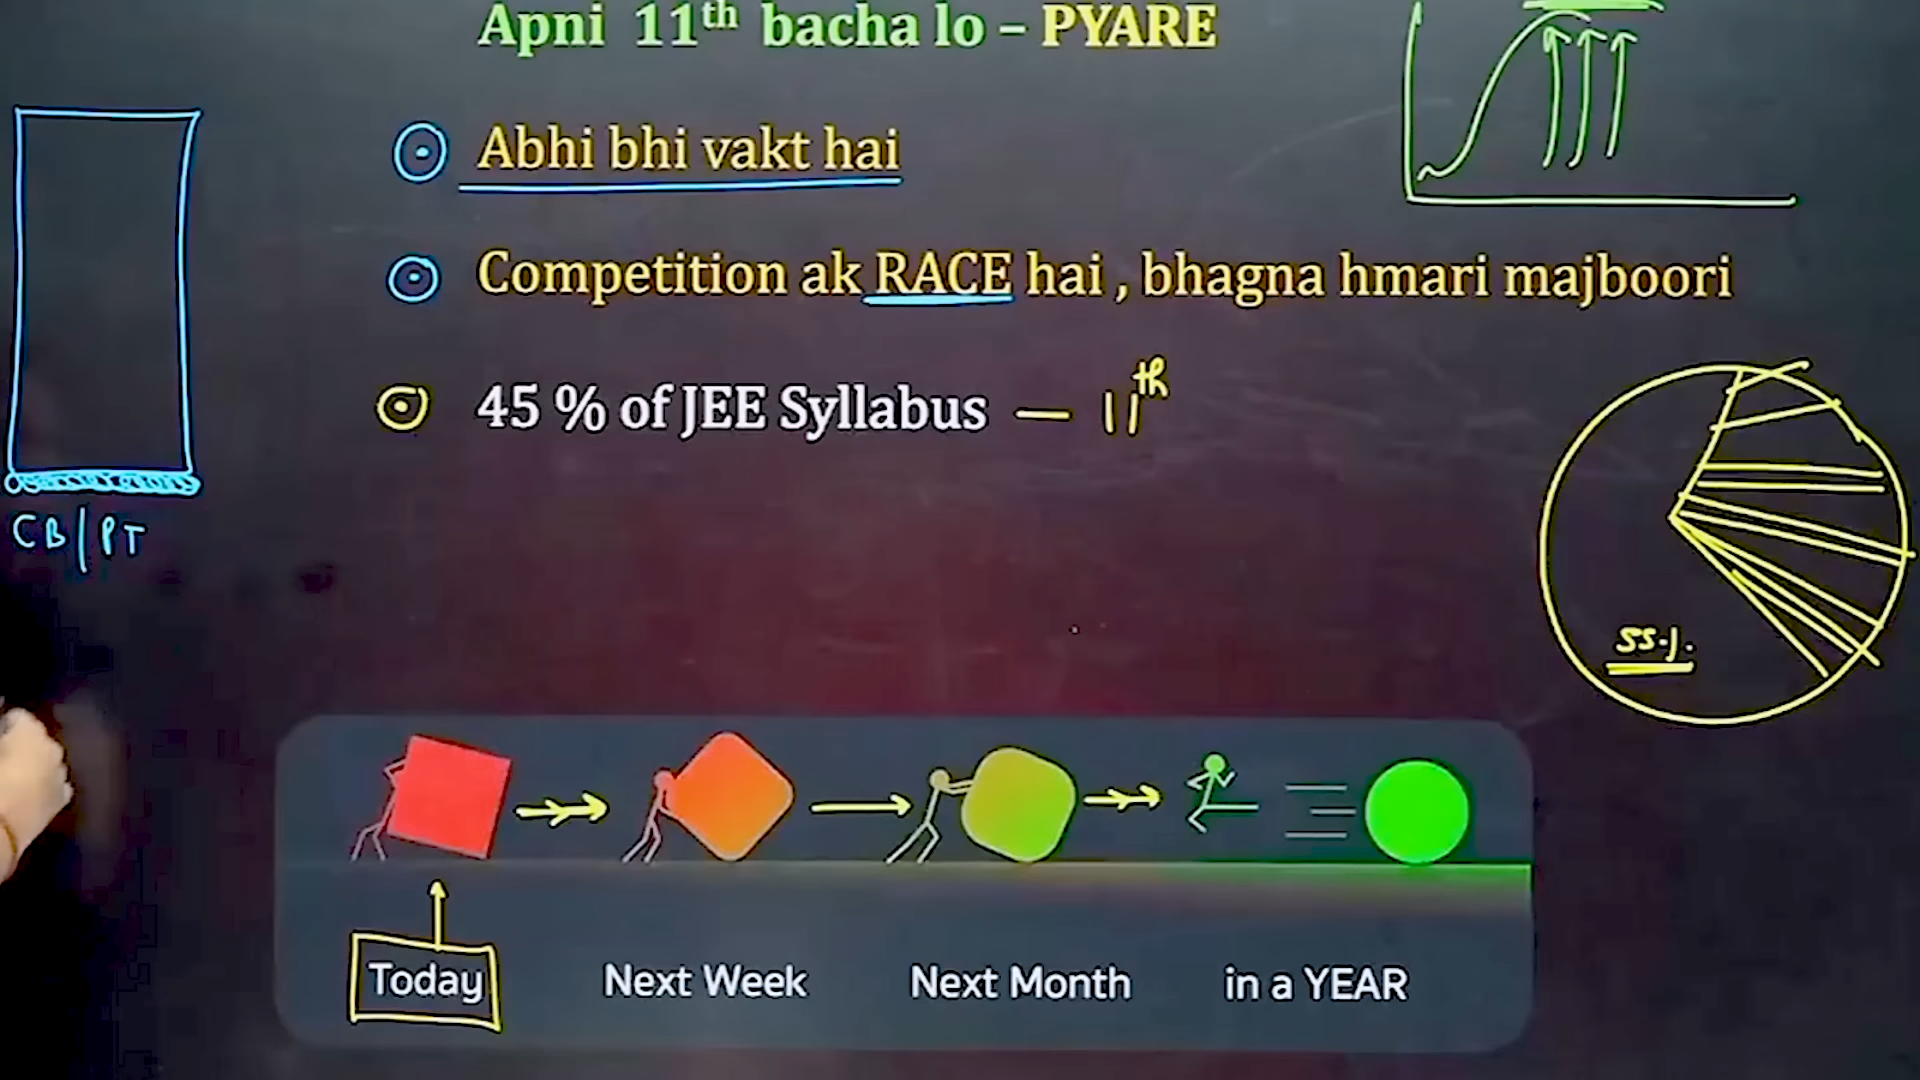 Apni 11th bacha lo – PYARE
Abhi bhi vakt hai
Competition ak RACE hai , bhagna hmari majboori
45 % of JEE Syllabus — 11th
CB/PT
55%
Today
Next Week
Next Month
in a YEAR